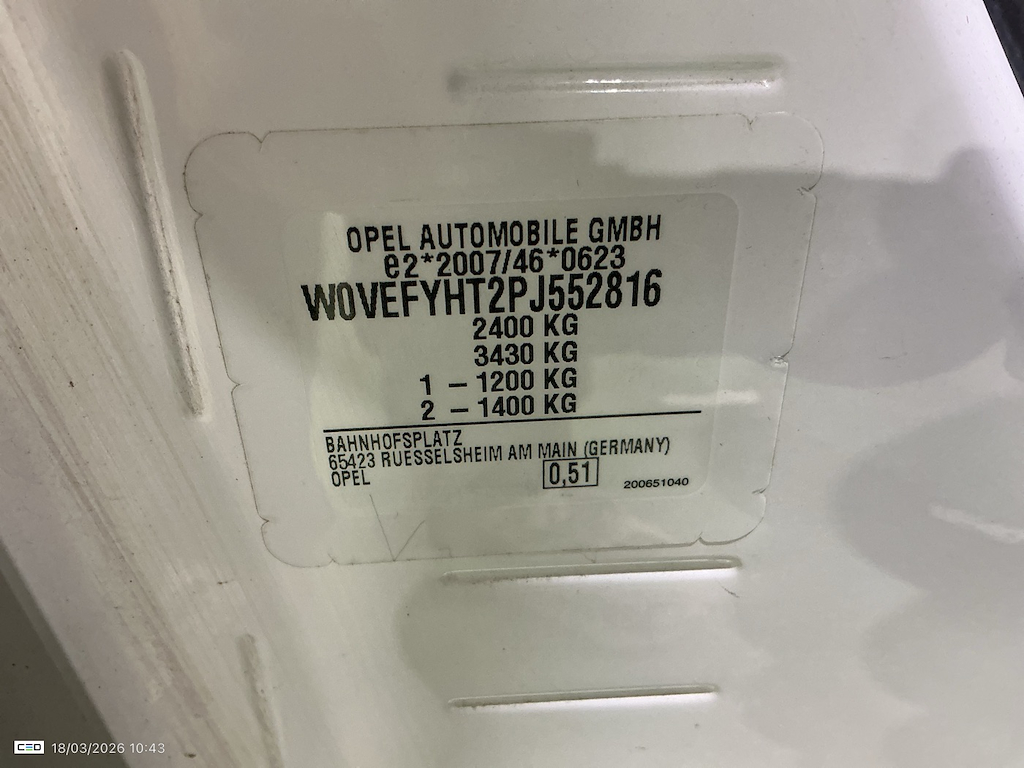 OPEL AUTOMOBILE GMBH
e2*2007/46*0623
W0VEFYHT2PJ552816
2400 KG
3430 KG
1 – 1200 KG
2 – 1400 KG
BAHNHOFSPLATZ
65423 RUESSELSHEIM AM MAIN (GERMANY)
OPEL 0,51 200651040
CEO 18/03/2026 10:43